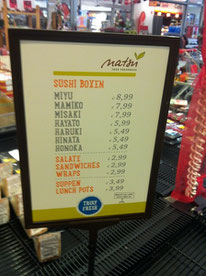 natsu
SUSHI BOXEN
MIYU € 8,99
MAMIKO € 7,99
MISAKI € 7,99
HAYATO € 5,99
HARUKI € 5,49
HINATA € 5,49
HONOKA € 5,49
SALATE € 2,99
SANDWICHES € 2,99
WRAPS € 2,99
SUPPEN € 3,49
LUNCH POTS € 3,99
TRULY
FRESH